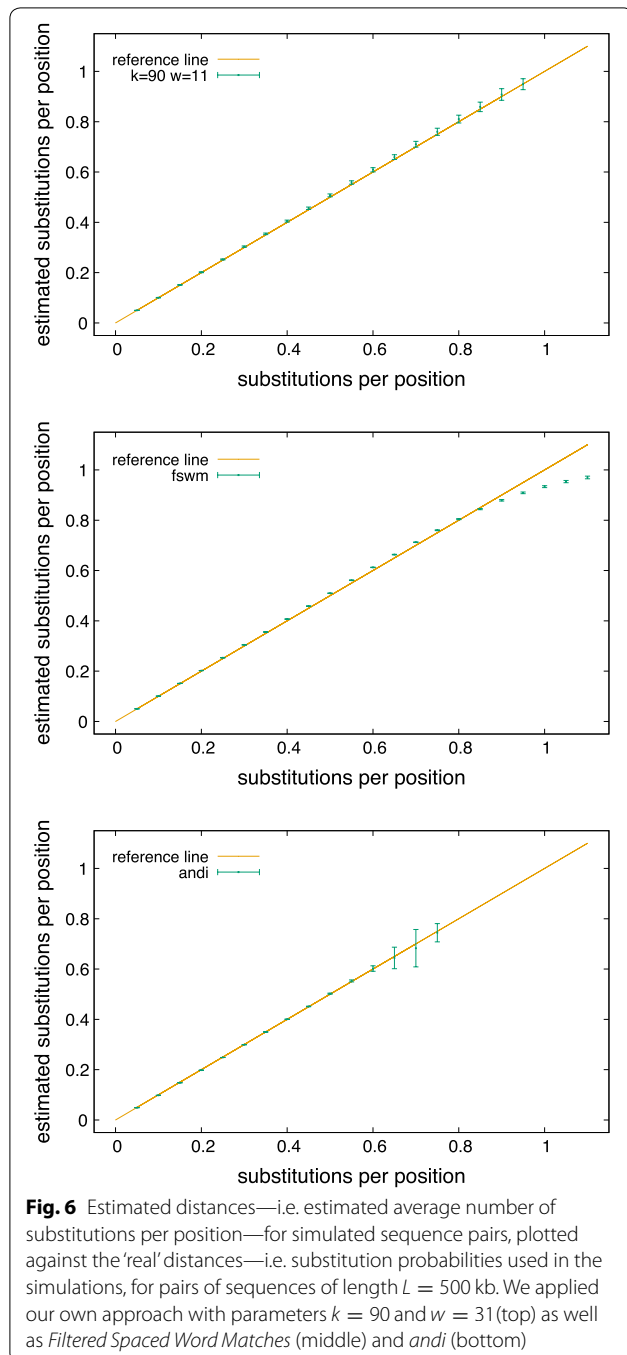 reference line
k=90 w=11
estimated substitutions per position
1
0.8
0.6
0.4
0.2
0
0 0.2 0.4 0.6 0.8 1
substitutions per position
reference line
fswm
estimated substitutions per position
1
0.8
0.6
0.4
0.2
0
0 0.2 0.4 0.6 0.8 1
substitutions per position
reference line
andi
estimated substitutions per position
1
0.8
0.6
0.4
0.2
0
0 0.2 0.4 0.6 0.8 1
substitutions per position
Fig. 6 Estimated distances—i.e. estimated average number of
substitutions per position—for simulated sequence pairs, plotted
against the ‘real’ distances—i.e. substitution probabilities used in the
simulations, for pairs of sequences of length L = 500 kb. We applied
our own approach with parameters k = 90 and w = 31 (top) as well
as Filtered Spaced Word Matches (middle) and andi (bottom)